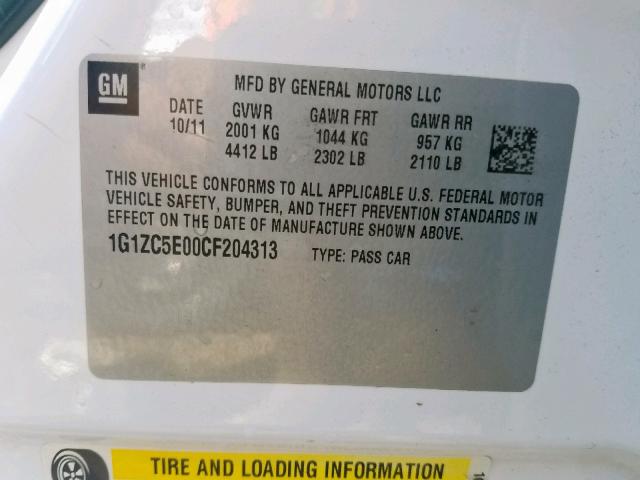 GM
MFD BY GENERAL MOTORS LLC
DATE GVWR GAWR FRT GAWR RR
10/11 2001 KG 1044 KG 957 KG
4412 LB 2302 LB 2110 LB
THIS VEHICLE CONFORMS TO ALL APPLICABLE U.S. FEDERAL MOTOR
VEHICLE SAFETY, BUMPER, AND THEFT PREVENTION STANDARDS IN
EFFECT ON THE DATE OF MANUFACTURE SHOWN ABOVE.
1G1ZC5E00CF204313 TYPE: PASS CAR
TIRE AND LOADING INFORMATION